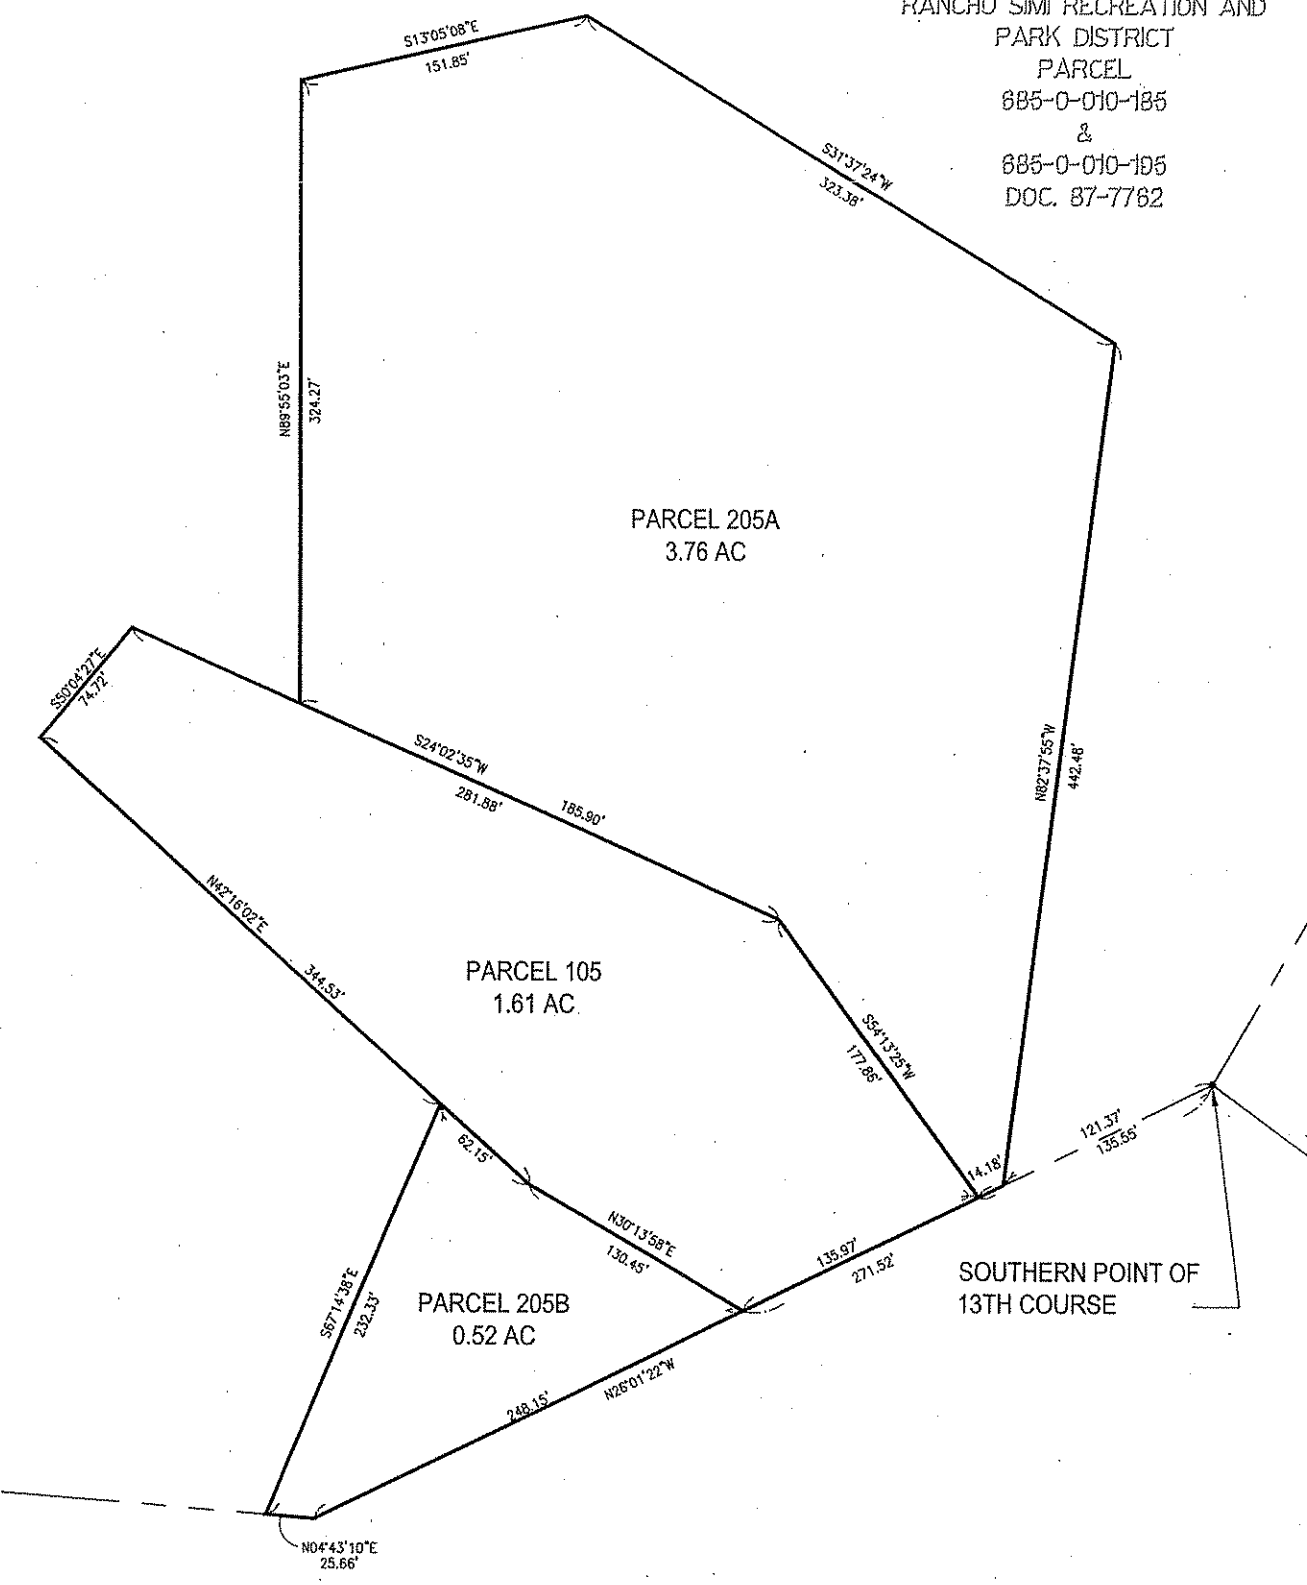 RANCHO SIMI RECREATION AND
PARK DISTRICT
PARCEL
685-0-010-185
&
685-0-010-195
DOC. 87-7762
S13°05'08"E
151.85'
S31°37'24"W
323.38'
N89°55'03"E
324.27'
PARCEL 205A
3.76 AC
S50°04'27"E
74.72'
S24°02'35"W
281.88'
185.90'
N82°37'55"W
442.48'
N42°16'02"E
344.53'
PARCEL 105
1.61 AC
S54°13'25"W
177.86'
62.15'
14.18'
121.37'
135.55'
N30°13'58"E
130.45'
135.97'
271.52'
SOUTHERN POINT OF
13TH COURSE
S67°14'38"E
232.33'
PARCEL 205B
0.52 AC
248.15'
N26°01'22"W
N04°43'10"E
25.66'